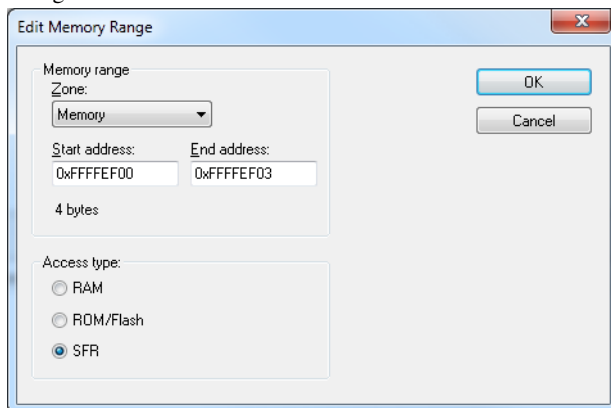 Edit Memory Range
Memory range
Zone:
Memory
Start address: End address:
0xFFFFEF00 0xFFFFEF03
4 bytes
Access type:
RAM
ROM/Flash
SFR
OK
Cancel